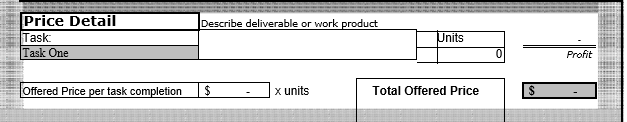 Price Detail Describe deliverable or work product
Task: Units -
Task One 0 Profit
Offered Price per task completion $ - x units Total Offered Price $ -